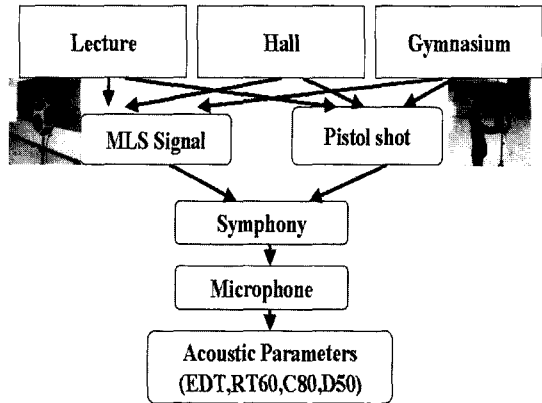 Lecture
Hall
Gymnasium
MLS Signal
Pistol shot
Symphony
Microphone
Acoustic Parameters
(EDT,RT60,C80,D50)